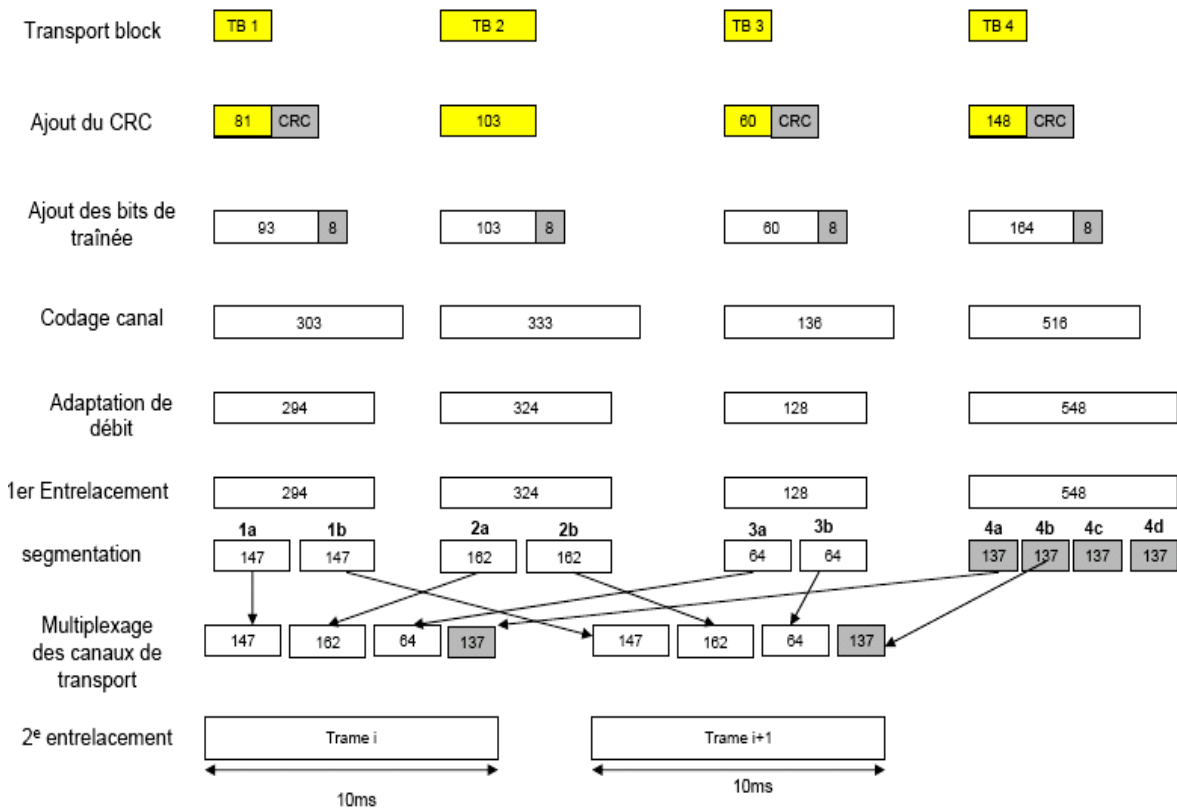 Transport block TB 1 TB 2 TB 3 TB 4
Ajout du CRC 81 CRC 103 60 CRC 148 CRC
Ajout des bits de
traînée
93 8 103 8 60 8 164 8
Codage canal 303 333 136 516
Adaptation de
débit
294 324 128 548
1er Entrelacement 294 324 128 548
1a 1b 2a 2b 3a 3b 4a 4b 4c 4d
segmentation 147 147 162 162 64 64 137 137 137 137
Multiplexage
des canaux de
transport
147 162 64 137 147 162 64 137
2e entrelacement Trame i Trame i+1
10ms 10ms